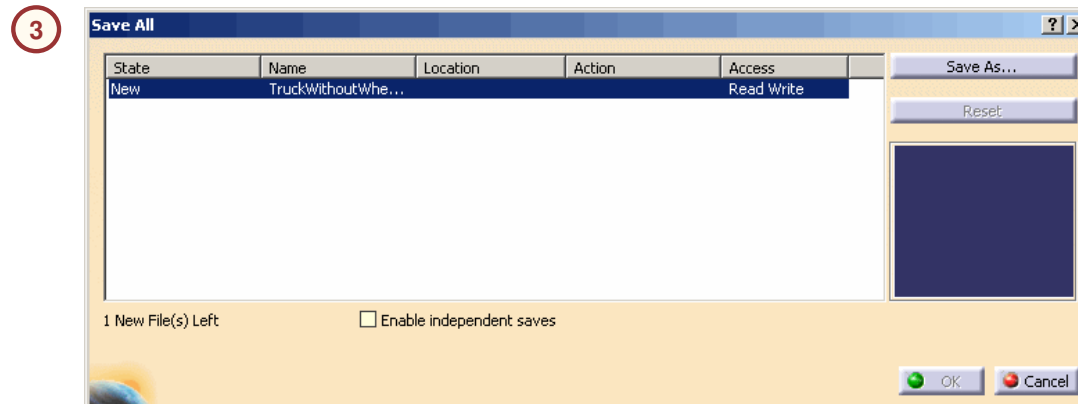 3
Save All
State Name Location Action Access
New TruckWithoutWhe... Read Write
Save As...
Reset
1 New File(s) Left
Enable independent saves
OK Cancel